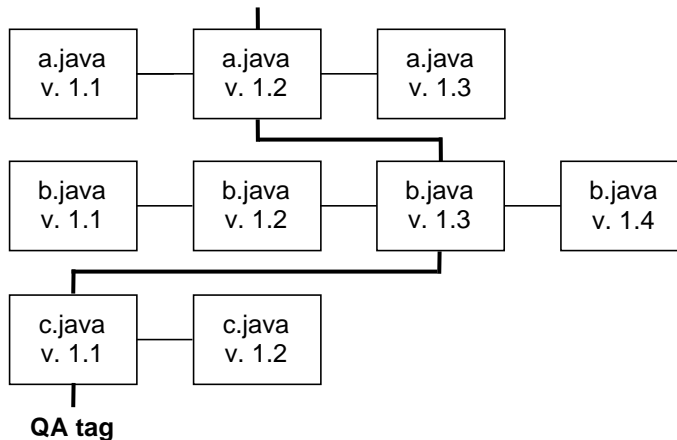 a.java
v. 1.1
a.java
v. 1.2
a.java
v. 1.3
b.java
v. 1.1
b.java
v. 1.2
b.java
v. 1.3
b.java
v. 1.4
c.java
v. 1.1
c.java
v. 1.2
QA tag